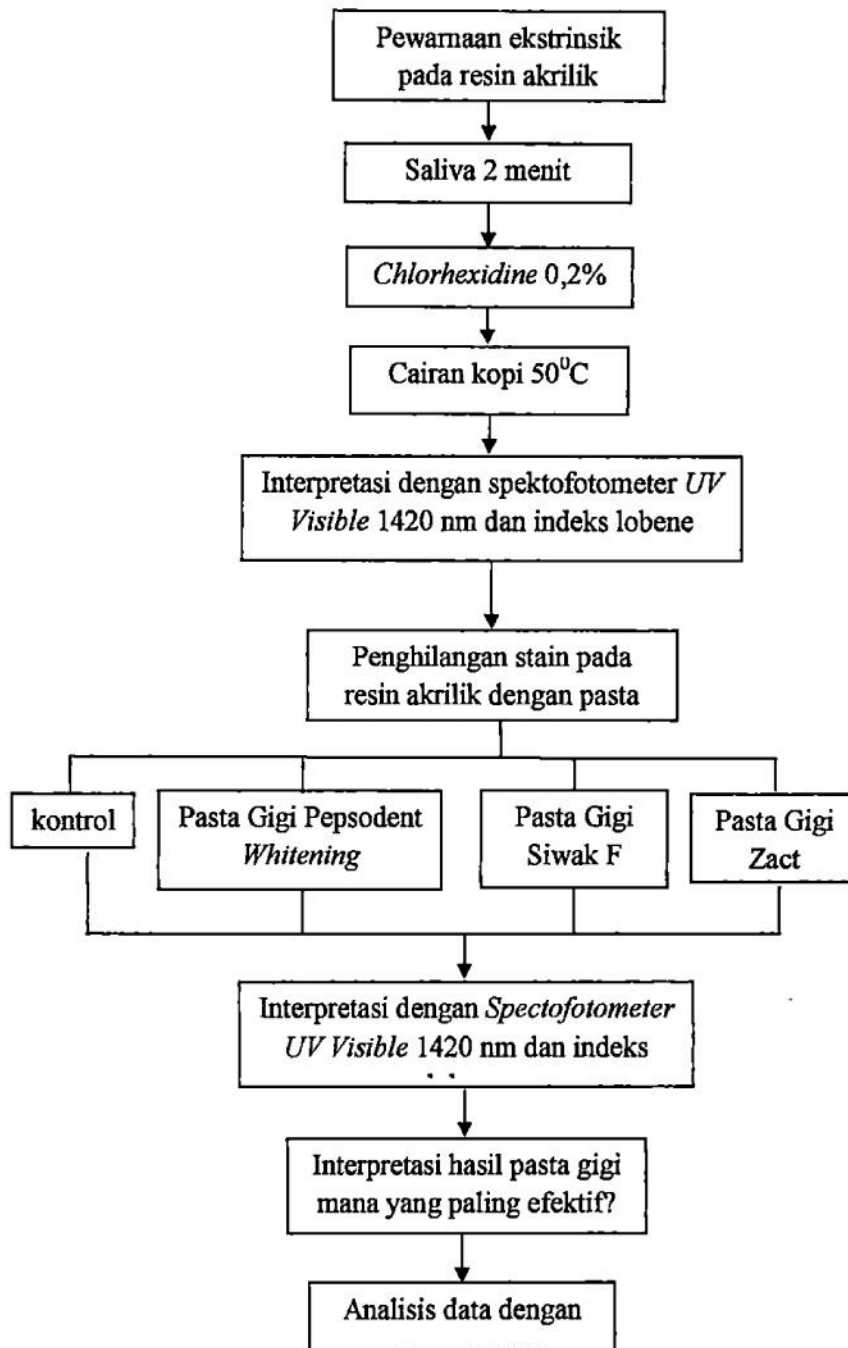 Pewarnaan ekstrinsik
pada resin akrilik
Saliva 2 menit
Chlorhexidine 0,2%
Cairan kopi 50⁰C
Interpretasi dengan spektofotometer UV
Visible 1420 nm dan indeks lobene
Penghilangan stain pada
resin akrilik dengan pasta
kontrol
Pasta Gigi Pepsodent
Whitening
Pasta Gigi
Siwak F
Pasta Gigi
Zact
Interpretasi dengan Spectofotometer
UV Visible 1420 nm dan indeks
Interpretasi hasil pasta gigi
mana yang paling efektif?
Analisis data dengan